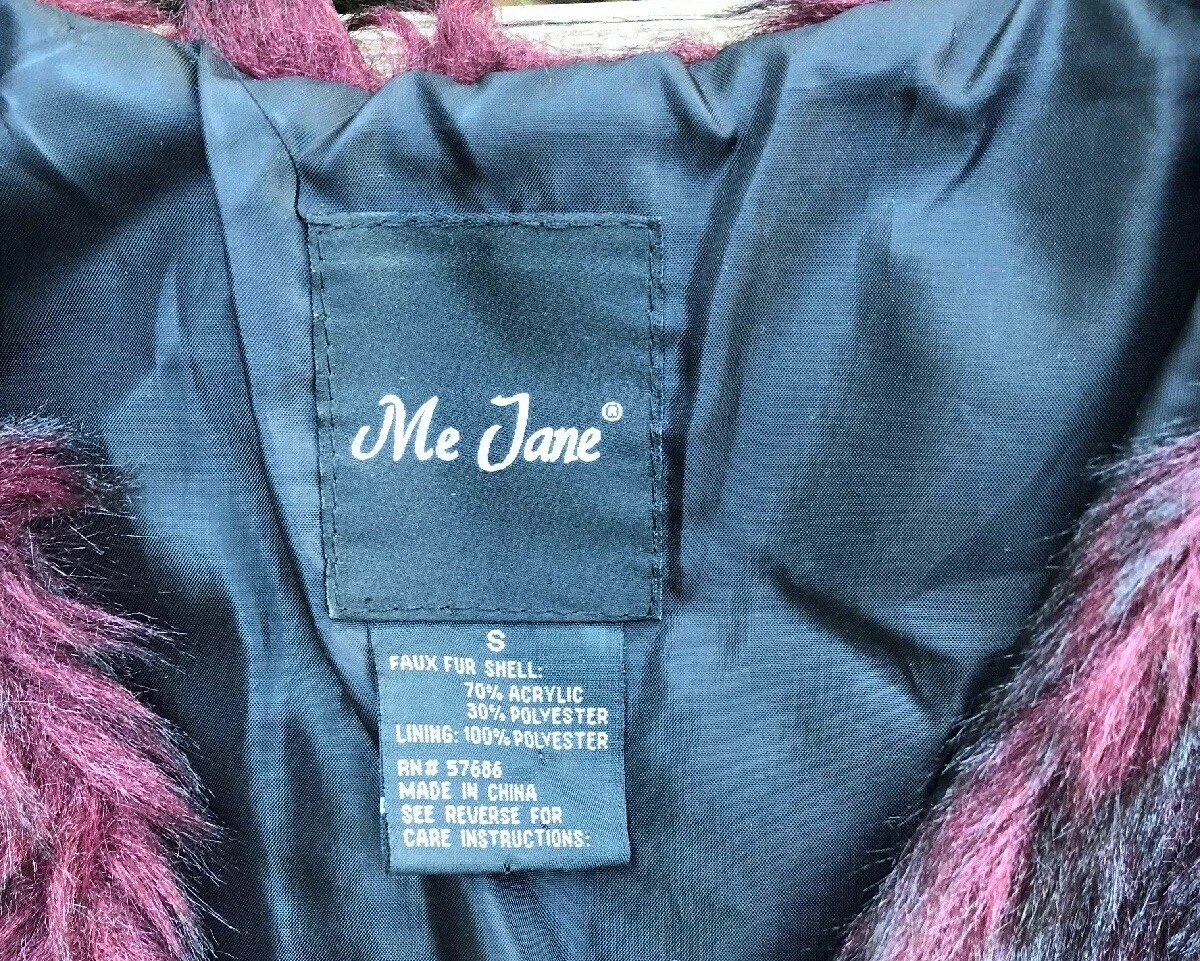 Me Jane®
S
FAUX FUR SHELL:
70% ACRYLIC
30% POLYESTER
LINING: 100% POLYESTER
RN# 57686
MADE IN CHINA
SEE REVERSE FOR
CARE INSTRUCTIONS: